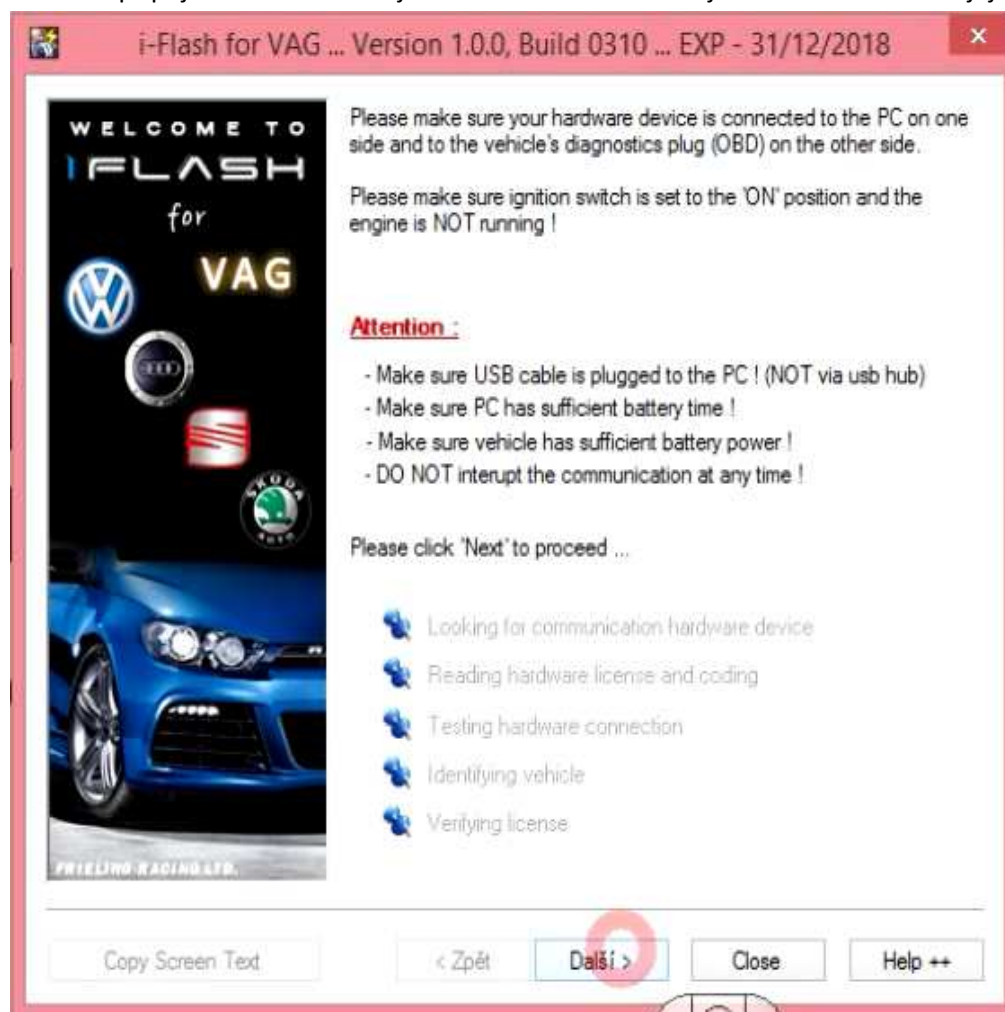 i-Flash for VAG ... Version 1.0.0, Build 0310 ... EXP - 31/12/2018
WELCOME TO
IFLASH
for
VAG
SKODA
AUTO
FRIELING RACING LTD.
Please make sure your hardware device is connected to the PC on one
side and to the vehicle's diagnostics plug (OBD) on the other side.
Please make sure ignition switch is set to the 'ON' position and the
engine is NOT running !
Attention :
- Make sure USB cable is plugged to the PC ! (NOT via usb hub)
- Make sure PC has sufficient battery time !
- Make sure vehicle has sufficient battery power !
- DO NOT interupt the communication at any time !
Please click 'Next' to proceed ...
Looking for communication hardware device
Reading hardware license and coding
Testing hardware connection
Identifying vehicle
Verifying license
Copy Screen Text
< Zpět
Další >
Close
Help ++